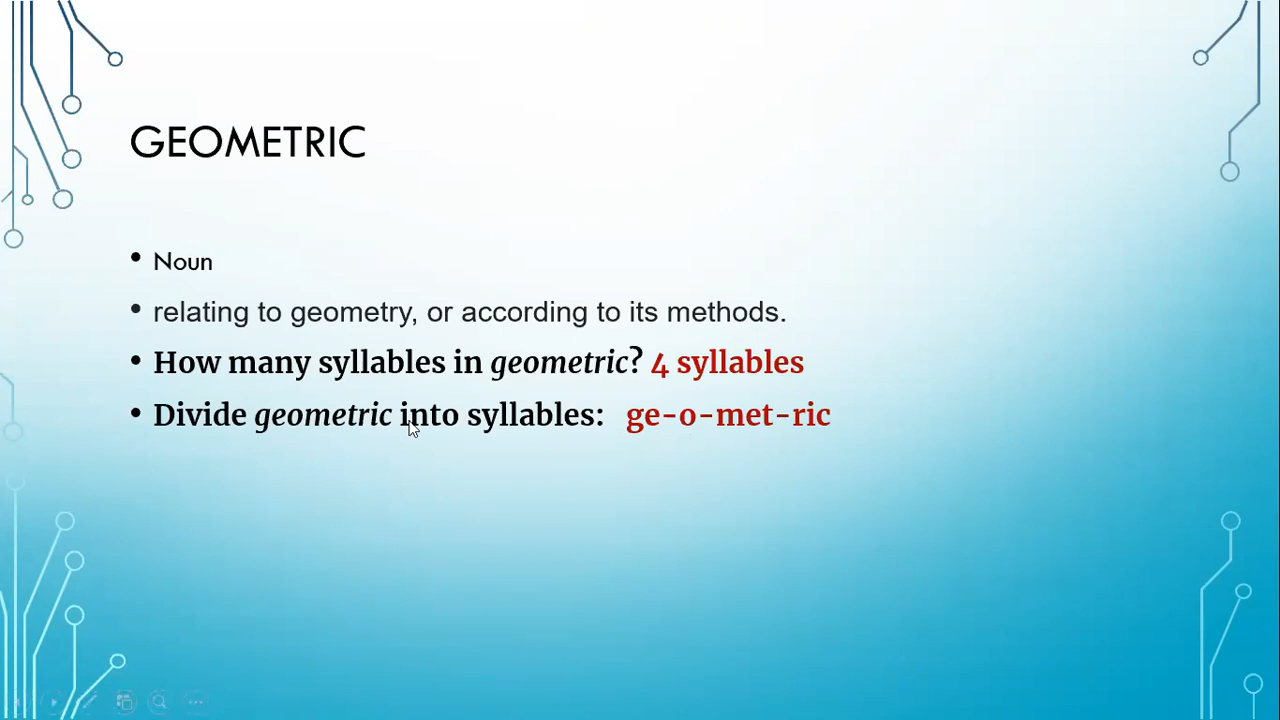 GEOMETRIC
• Noun
• relating to geometry, or according to its methods.
• How many syllables in geometric? 4 syllables
• Divide geometric into syllables: ge-o-met-ric